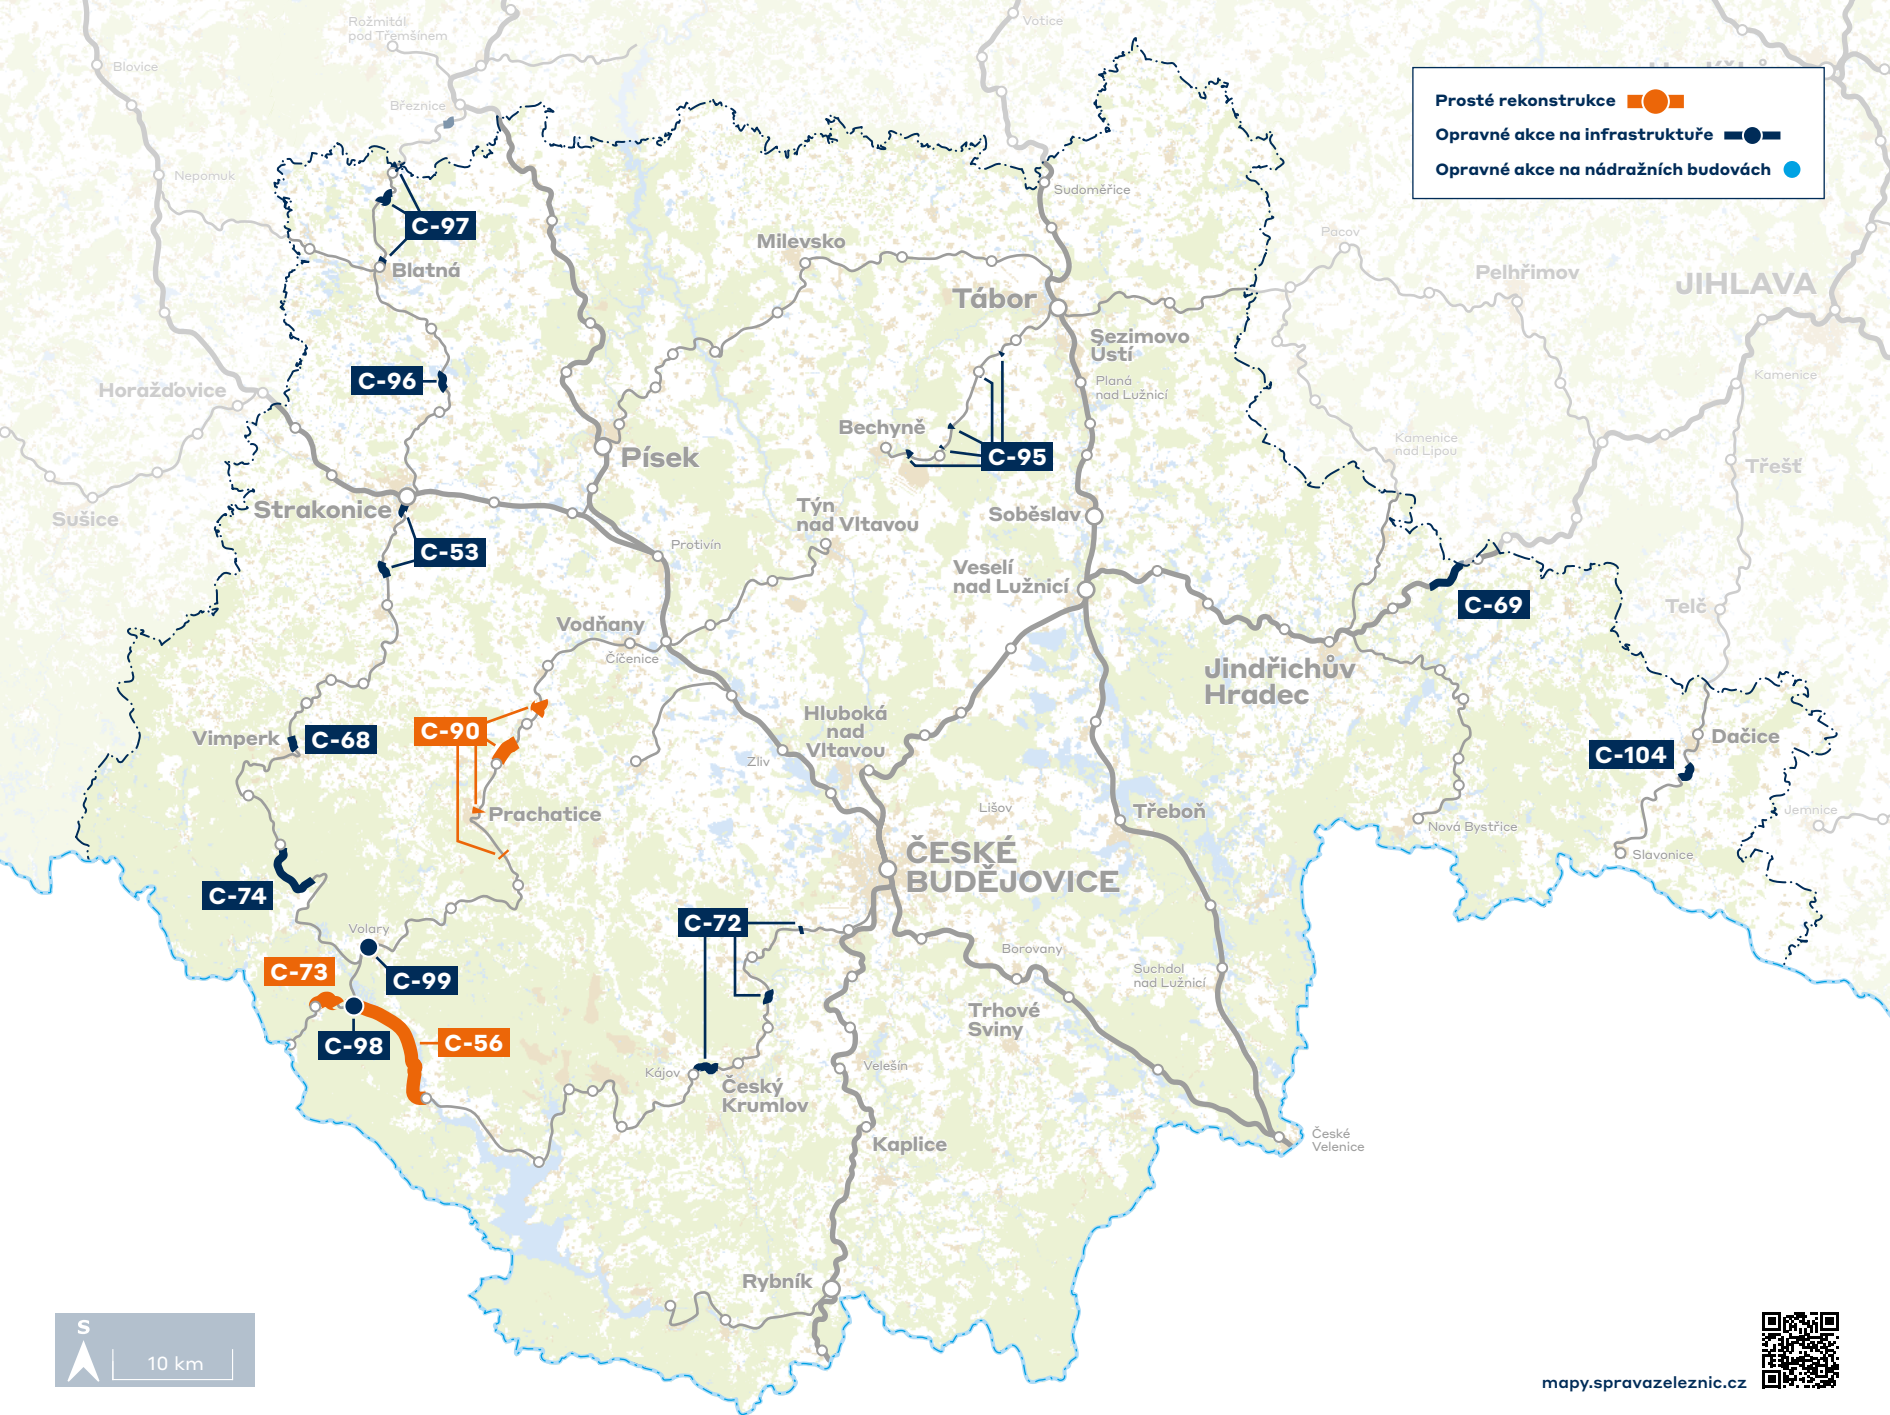 Rožmitál
pod Třemšínem
Votice
Blovice
Březnice
Prosté rekonstrukce
Opravné akce na infrastruktuře
Opravné akce na nádražních budovách
Nepomuk
Sudoměřice
C-97
Pacov
Milevsko
Blatná
Pelhřimov
JIHLAVA
Tábor
Sezimovo
Ústí
C-96
Planá
nad Lužnicí
Kamenice
Horažďovice
Bechyně
Kamenice
nad Lipou
Písek
C-95
Třešť
Strakonice
Týn
nad Vltavou
Soběslav
Sušice
C-53
Protivín
Veselí
nad Lužnicí
C-69
Telč
Vodňany
Číčenice
Jindřichův
Hradec
Hluboká
nad
Vltavou
C-90
Vimperk
C-68
Dačice
C-104
Zliv
Lišov
Třeboň
Jemnice
Prachatice
Nová Bystřice
ČESKÉ
BUDĚJOVICE
Slavonice
C-74
C-72
Volary
Borovany
C-73
C-99
Suchdol
nad Lužnicí
Trhové
Sviny
C-98
C-56
Velešín
Kájov
Český
Krumlov
Kaplice
České
Velenice
Rybník
S
10 km
mapy.spravazeleznic.cz